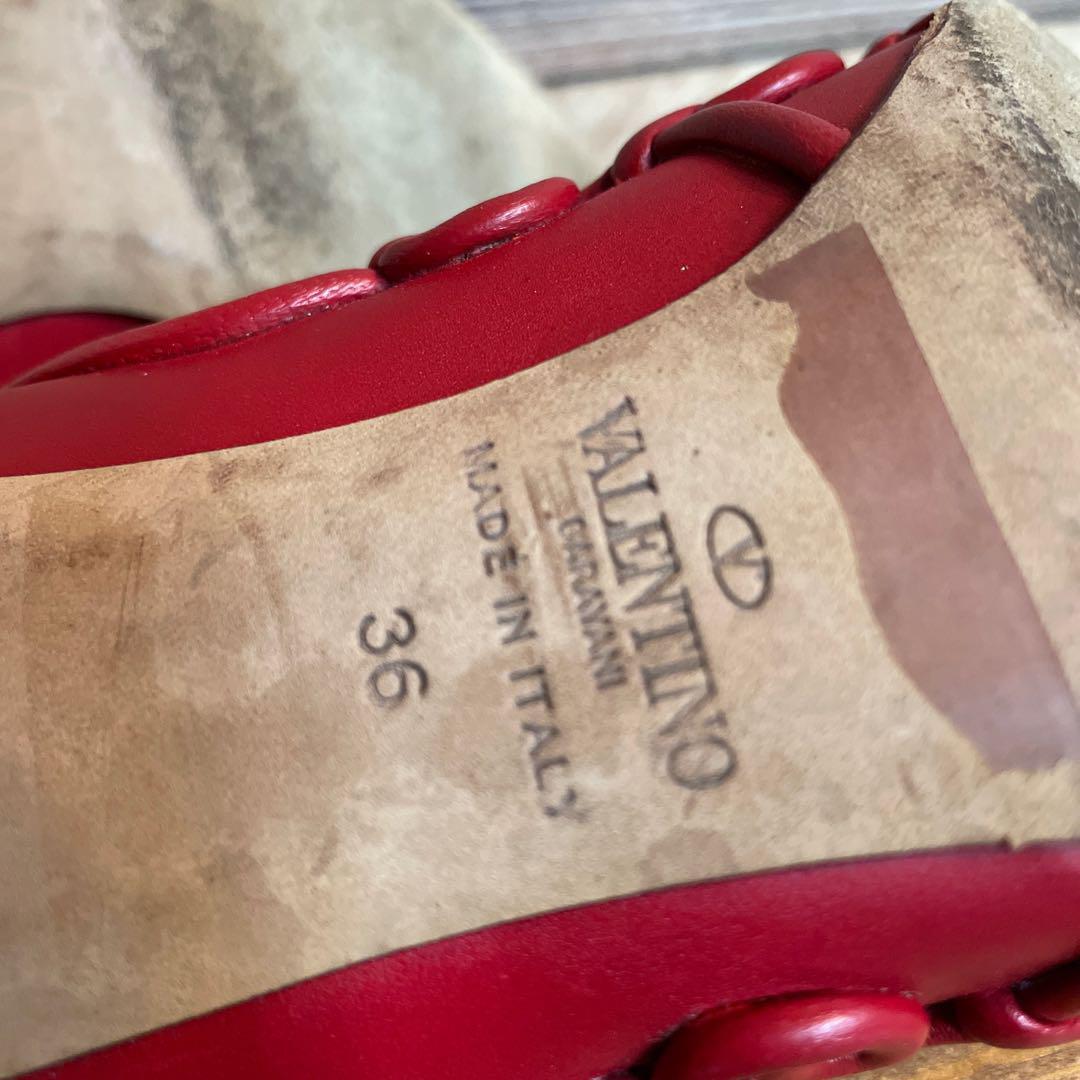 V
VALENTINO
GARAVANI
MADE IN ITALY
36